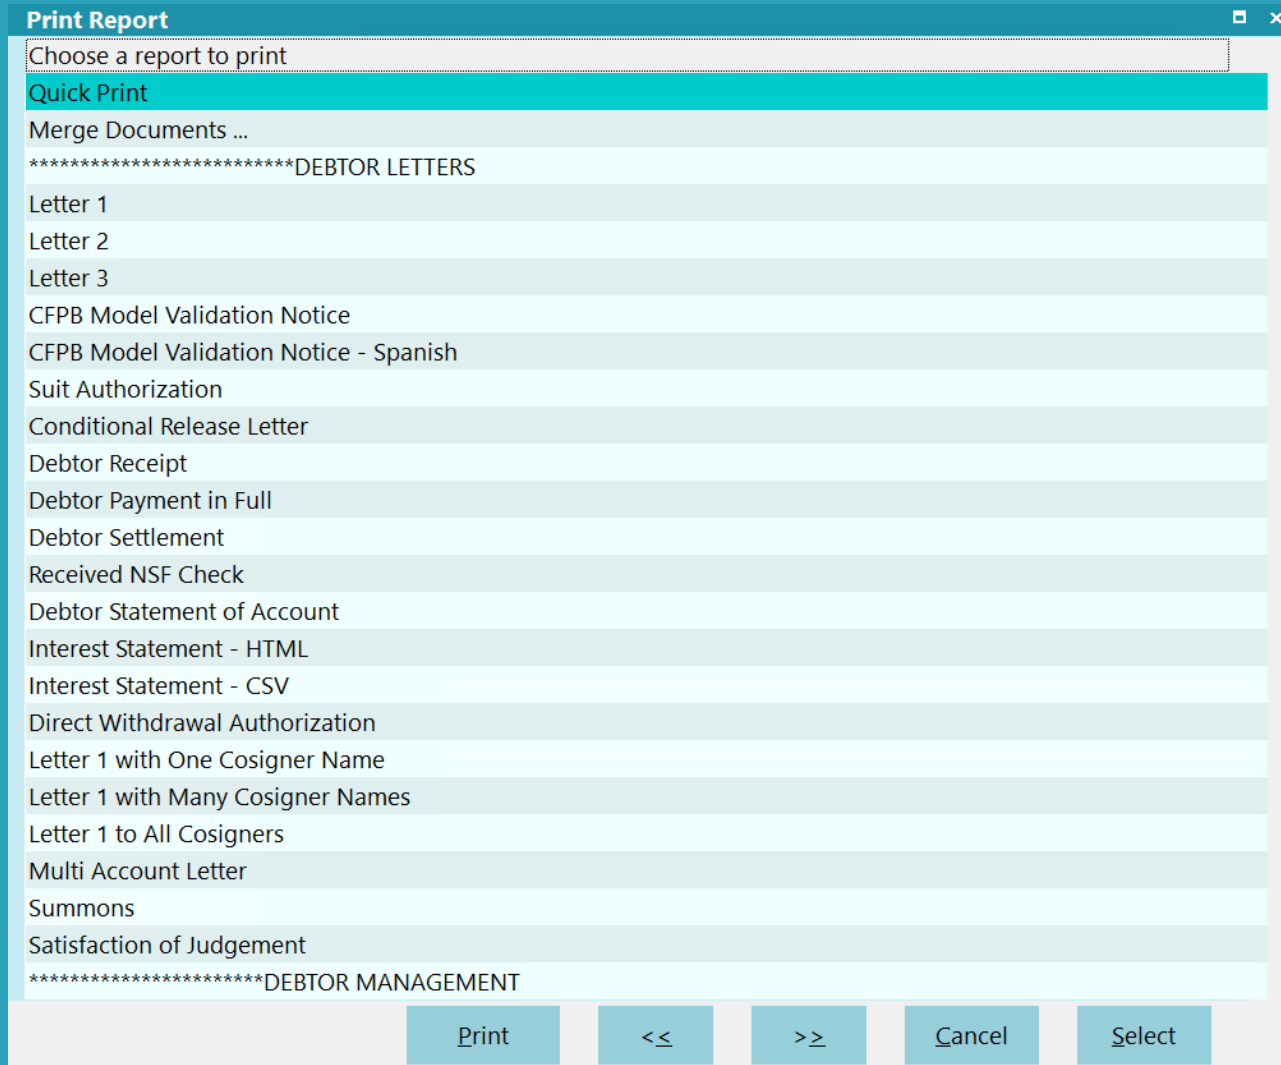 Print Report
Choose a report to print
Quick Print
Merge Documents ...
**************************DEBTOR LETTERS
Letter 1
Letter 2
Letter 3
CFPB Model Validation Notice
CFPB Model Validation Notice - Spanish
Suit Authorization
Conditional Release Letter
Debtor Receipt
Debtor Payment in Full
Debtor Settlement
Received NSF Check
Debtor Statement of Account
Interest Statement - HTML
Interest Statement - CSV
Direct Withdrawal Authorization
Letter 1 with One Cosigner Name
Letter 1 with Many Cosigner Names
Letter 1 to All Cosigners
Multi Account Letter
Summons
Satisfaction of Judgement
***********************DEBTOR MANAGEMENT
Print << >> Cancel Select